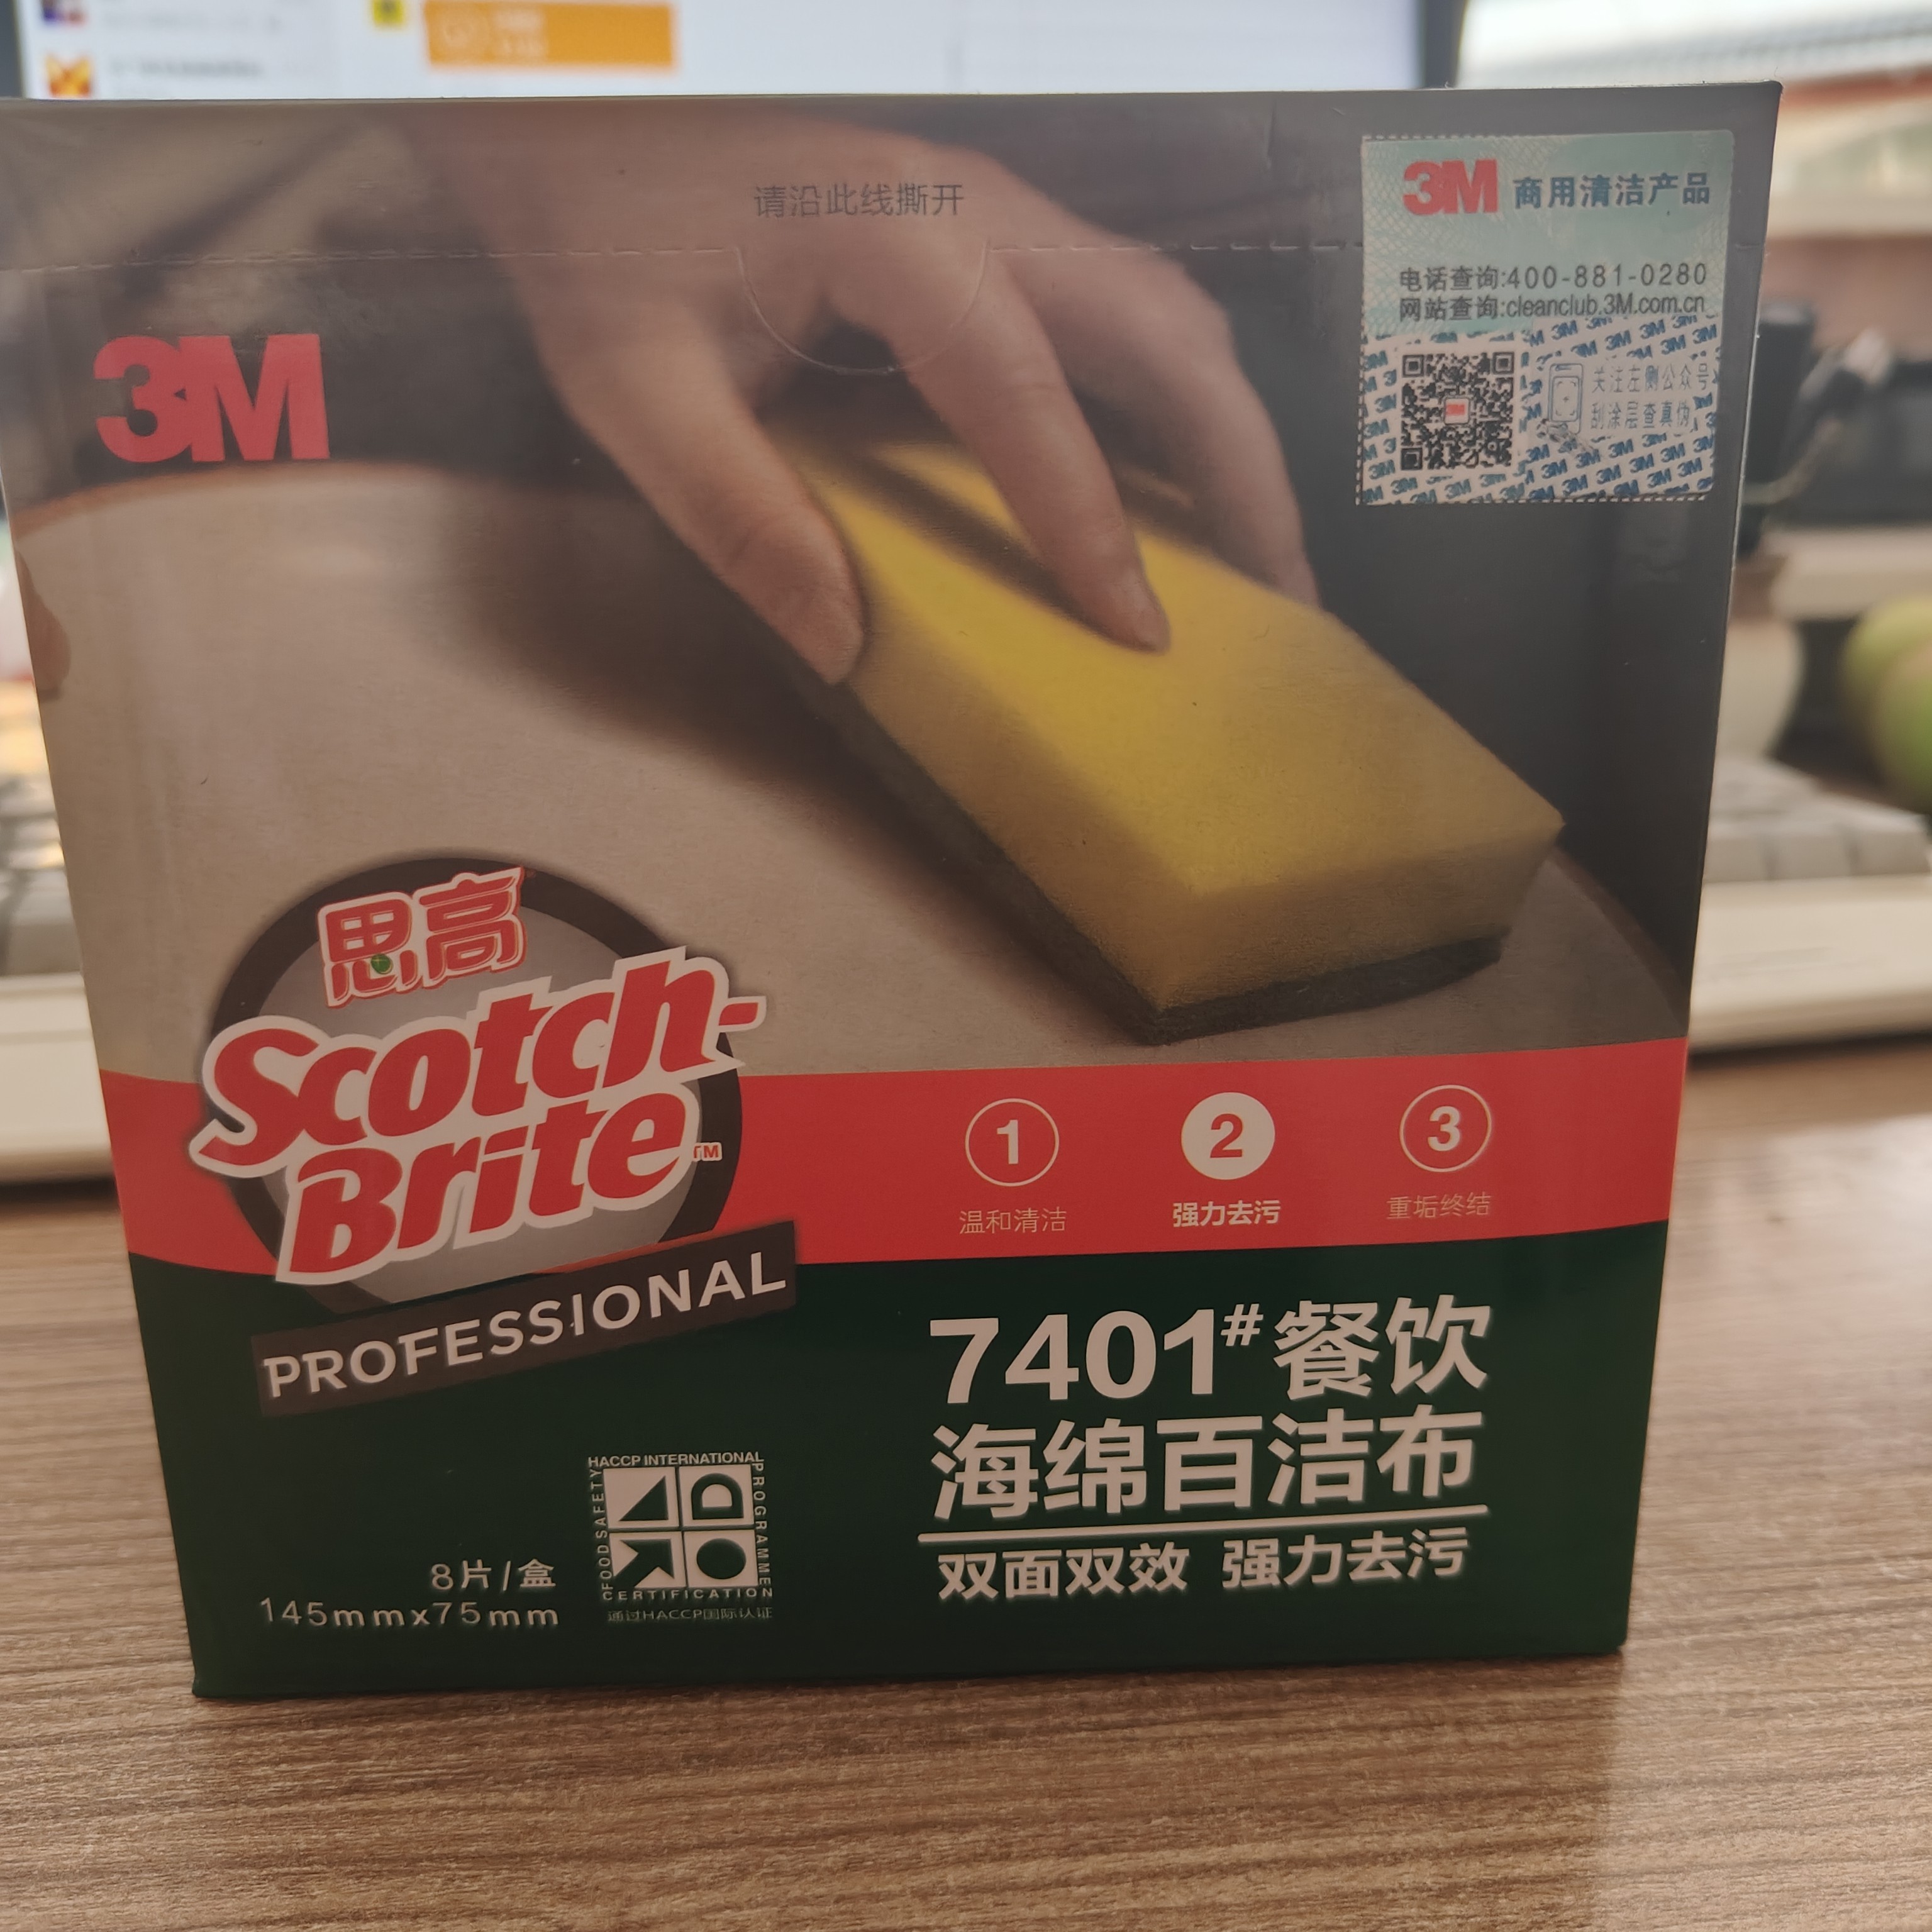 请沿此线撕开
3M 商用清洁产品
电话查询:400-881-0280
网站查询:cleanclub.3M.com.cn
关注左侧公众号
刮涂层查真伪
3M
思高
Scotch-
Brite™
PROFESSIONAL
1 2 3
温和清洁 强力去污 重垢终结
7401#餐饮
海绵百洁布
双面双效 强力去污
8片/盒
145mmx75mm
HACCP INTERNATIONAL
FOOD SAFETY
PROGRAMMEN
CERTIFICATION
通过HACCP国际认证